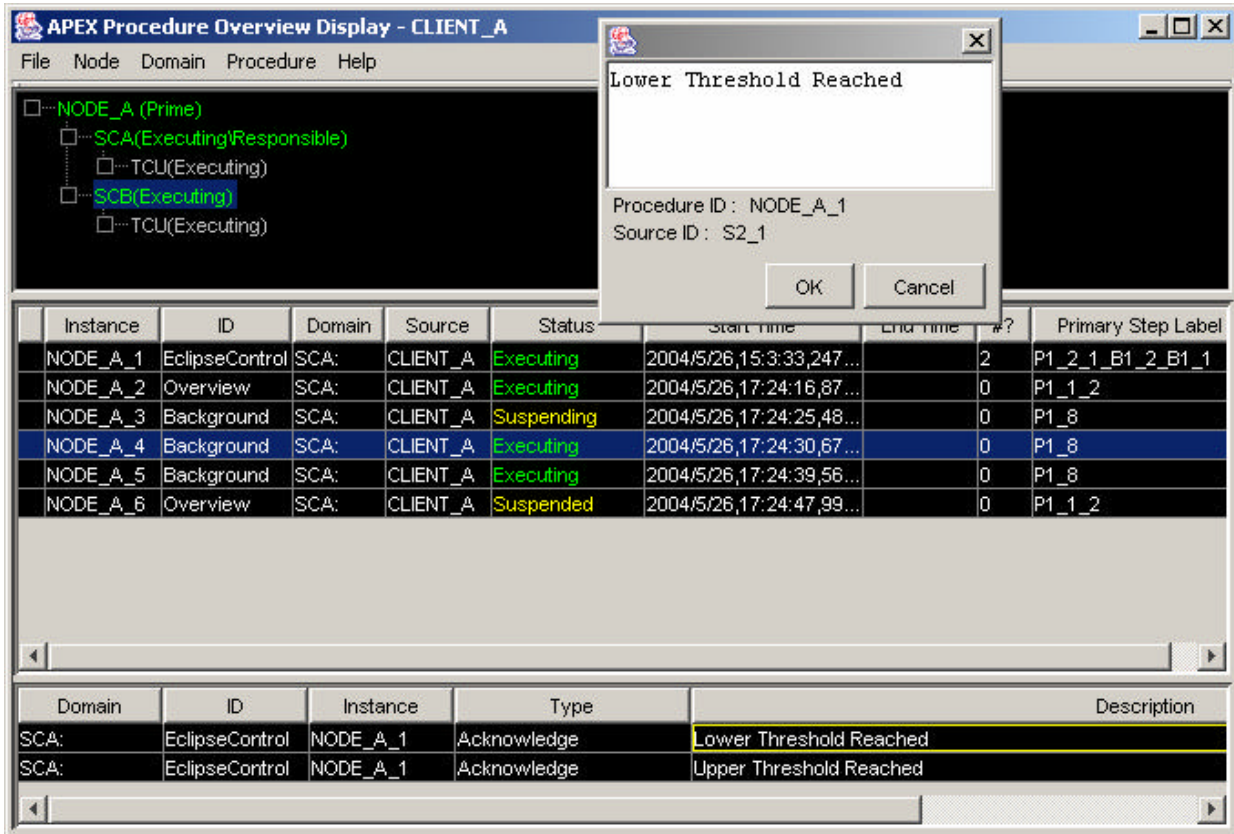 APEX Procedure Overview Display - CLIENT_A
File Node Domain Procedure Help
NODE_A (Prime)
SCA(Executing\Responsible)
TCU(Executing)
SCB(Executing)
TCU(Executing)
Lower Threshold Reached
Procedure ID : NODE_A_1
Source ID : S2_1
OK Cancel
Instance ID Domain Source Status Start Time End Time #? Primary Step Label
NODE_A_1 EclipseControl SCA: CLIENT_A Executing 2004/5/26,15:3:33,247... 2 P1_2_1_B1_2_B1_1
NODE_A_2 Overview SCA: CLIENT_A Executing 2004/5/26,17:24:16,87... 0 P1_1_2
NODE_A_3 Background SCA: CLIENT_A Suspending 2004/5/26,17:24:25,48... 0 P1_8
NODE_A_4 Background SCA: CLIENT_A Executing 2004/5/26,17:24:30,67... 0 P1_8
NODE_A_5 Background SCA: CLIENT_A Executing 2004/5/26,17:24:39,56... 0 P1_8
NODE_A_6 Overview SCA: CLIENT_A Suspended 2004/5/26,17:24:47,99... 0 P1_1_2
Domain ID Instance Type Description
SCA: EclipseControl NODE_A_1 Acknowledge Lower Threshold Reached
SCA: EclipseControl NODE_A_1 Acknowledge Upper Threshold Reached